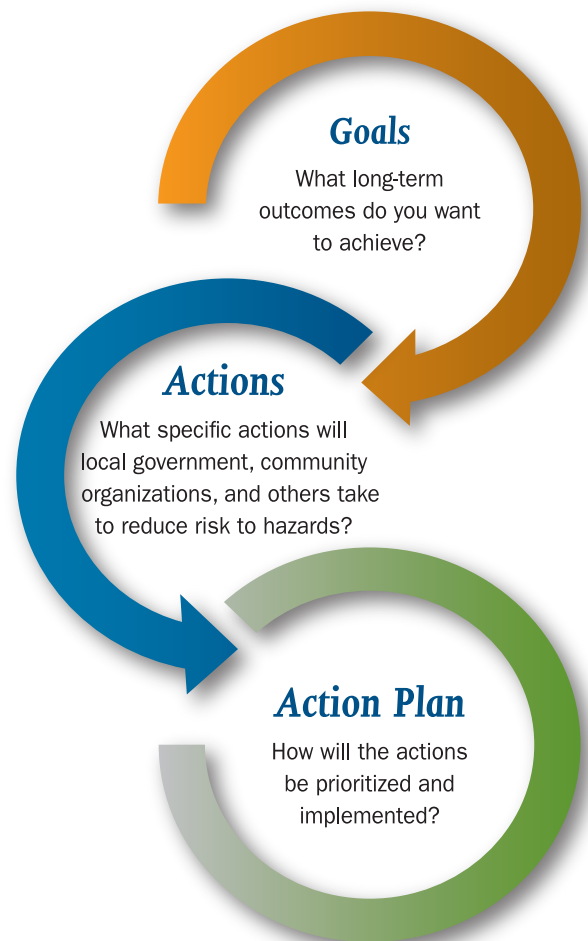 Goals
What long-term
outcomes do you want
to achieve?
Actions
What specific actions will
local government, community
organizations, and others take
to reduce risk to hazards?
Action Plan
How will the actions
be prioritized and
implemented?